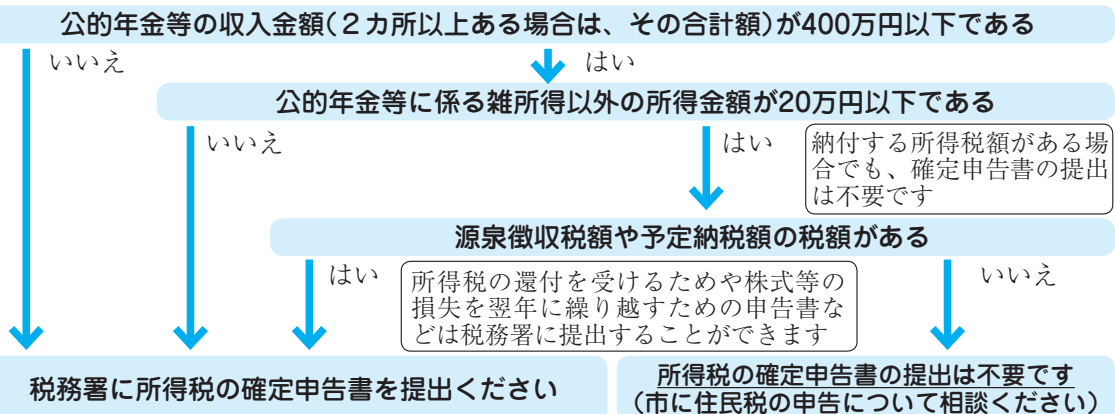 公的年金等の収入金額(2カ所以上ある場合は、その合計額)が400万円以下である
いいえ
はい
公的年金等に係る雑所得以外の所得金額が20万円以下である
いいえ
はい
納付する所得税額がある場
合でも、確定申告書の提出
は不要です
源泉徴収税額や予定納税額の税額がある
はい
所得税の還付を受けるためや株式等の
損失を翌年に繰り越すための申告書な
どは税務署に提出することができます
いいえ
税務署に所得税の確定申告書を提出ください
所得税の確定申告書の提出は不要です
(市に住民税の申告について相談ください)